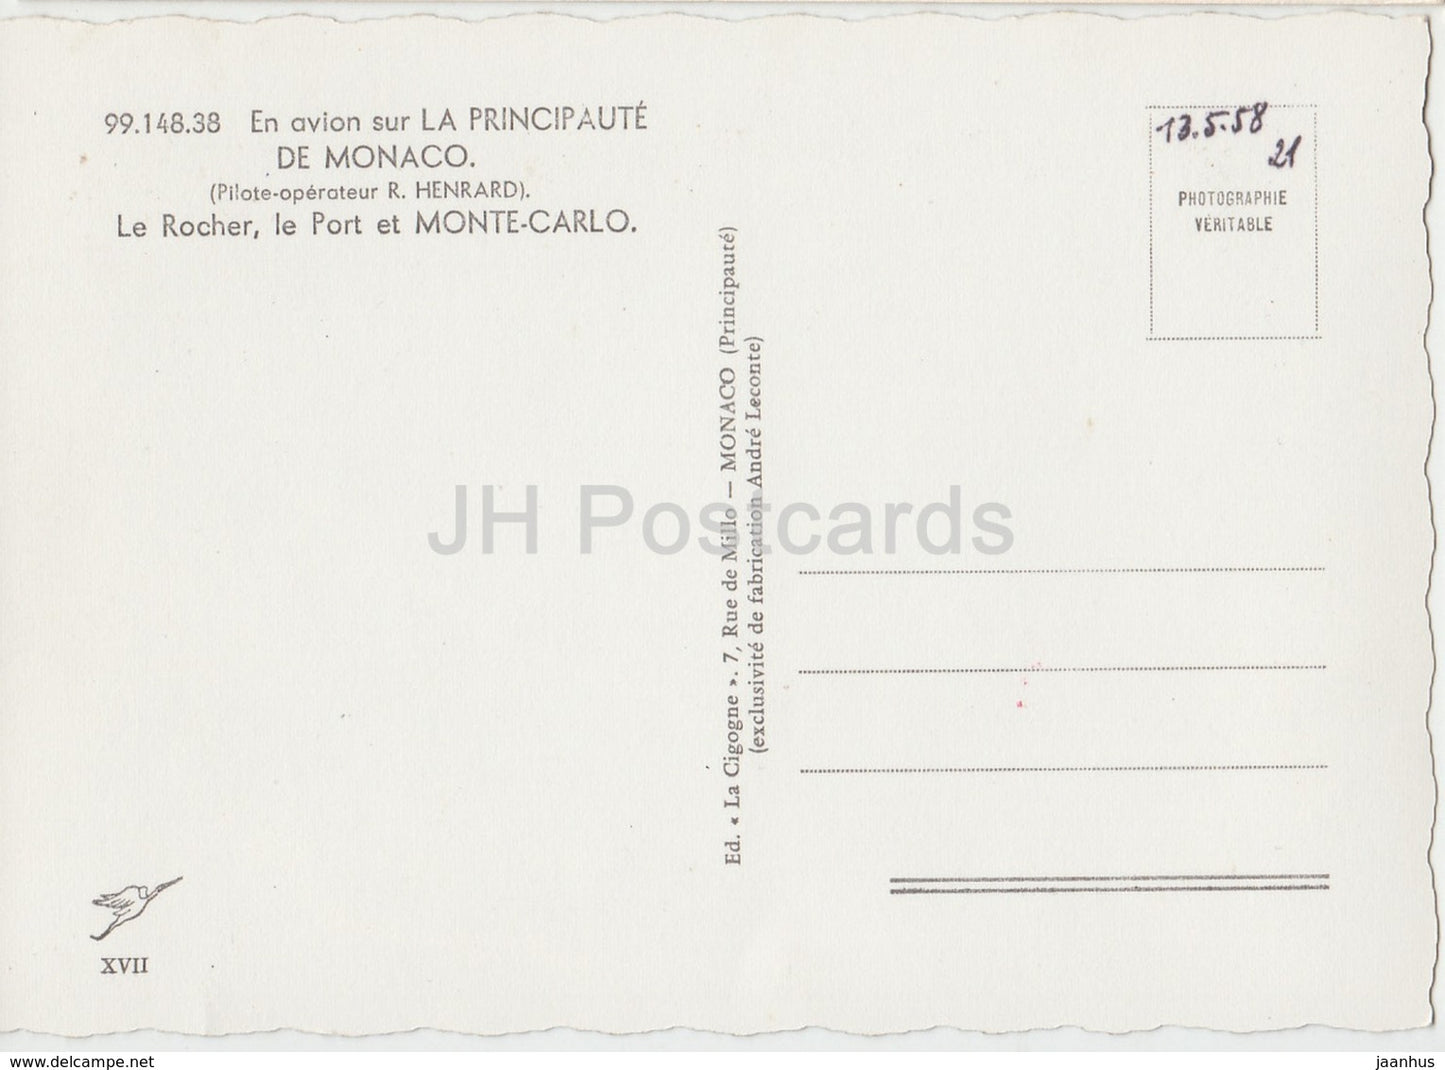 99.148.38 En avion sur LA PRINCIPAUTÉ
DE MONACO.
(Pilote-opérateur R. HENRARD).
Le Rocher, le Port et MONTE-CARLO.
13.5.58
21
PHOTOGRAPHIE
VÉRITABLE
Ed. « La Cigogne ». 7, Rue de Millo — MONACO (Principauté)
(exclusivité de fabrication André Leconte)
JH Postcards
XVII
www.delcampe.net
jaanhus